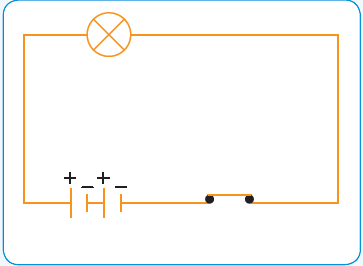 + − + −